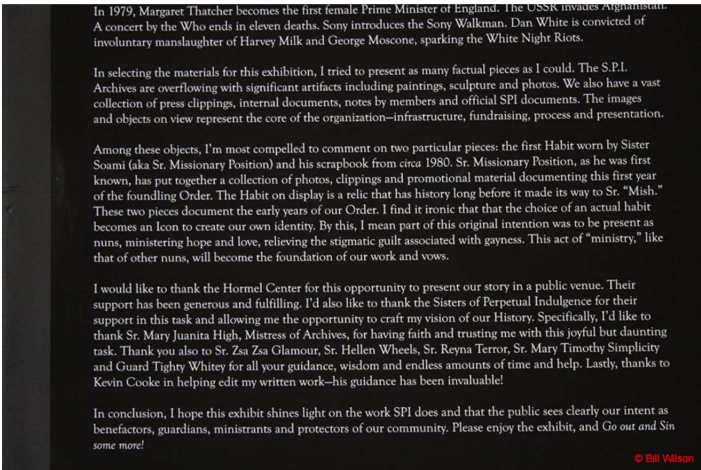 In 1979, Margaret Thatcher becomes the first female Prime Minister of England. The USSR invades Afghanistan.
A concert by the Who ends in eleven deaths. Sony introduces the Sony Walkman. Dan White is convicted of
involuntary manslaughter of Harvey Milk and George Moscone, sparking the White Night Riots.
In selecting the materials for this exhibition, I tried to present as many factual pieces as I could. The S.P.I.
Archives are overflowing with significant artifacts including paintings, sculpture and photos. We also have a vast
collection of press clippings, internal documents, notes by members and official SPI documents. The images
and objects on view represent the core of the organization—infrastructure, fundraising, process and presentation.
Among these objects, I'm most compelled to comment on two particular pieces: the first Habit worn by Sister
Soami (aka Sr. Missionary Position) and his scrapbook from circa 1980. Sr. Missionary Position, as he was first
known, has put together a collection of photos, clippings and promotional material documenting this first year
of the foundling Order. The Habit on display is a relic that has history long before it made its way to Sr. "Mish."
These two pieces document the early years of our Order. I find it ironic that that the choice of an actual habit
becomes an Icon to create our own identity. By this, I mean part of this original intention was to be present as
nuns, ministering hope and love, relieving the stigmatic guilt associated with gayness. This act of "ministry," like
that of other nuns, will become the foundation of our work and vows.
I would like to thank the Hormel Center for this opportunity to present our story in a public venue. Their
support has been generous and fulfilling. I'd also like to thank the Sisters of Perpetual Indulgence for their
support in this task and allowing me the opportunity to craft my vision of our History. Specifically, I'd like to
thank Sr. Mary Juanita High, Mistress of Archives, for having faith and trusting me with this joyful but daunting
task. Thank you also to Sr. Zsa Zsa Glamour, Sr. Hellen Wheels, Sr. Reyna Terror, Sr. Mary Timothy Simplicity
and Guard Tighty Whitey for all your guidance, wisdom and endless amounts of time and help. Lastly, thanks to
Kevin Cooke in helping edit my written work—his guidance has been invaluable!
In conclusion, I hope this exhibit shines light on the work SPI does and that the public sees clearly our intent as
benefactors, guardians, ministrants and protectors of our community. Please enjoy the exhibit, and Go out and Sin
some more!
© Bill Wilson